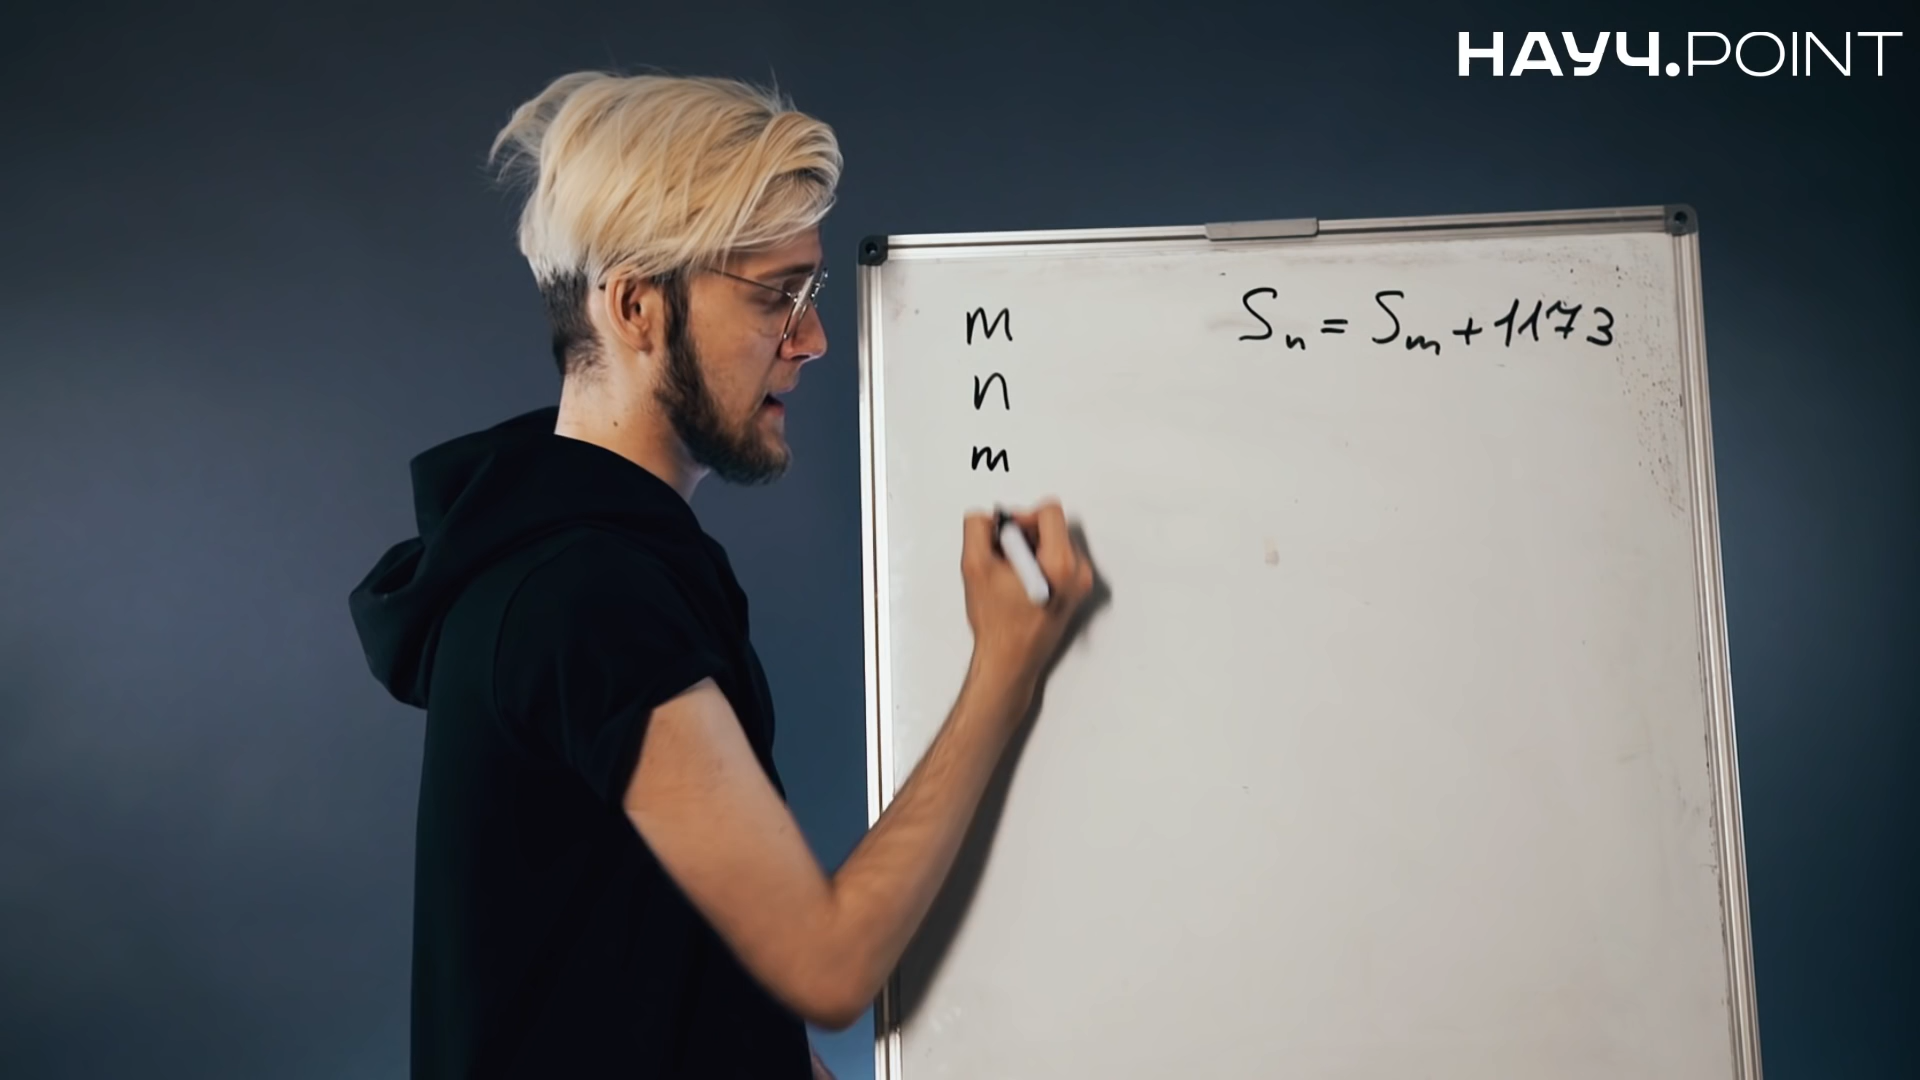 НАУЧ.POINT
m
n
m
Sₙ = Sₘ + 1173